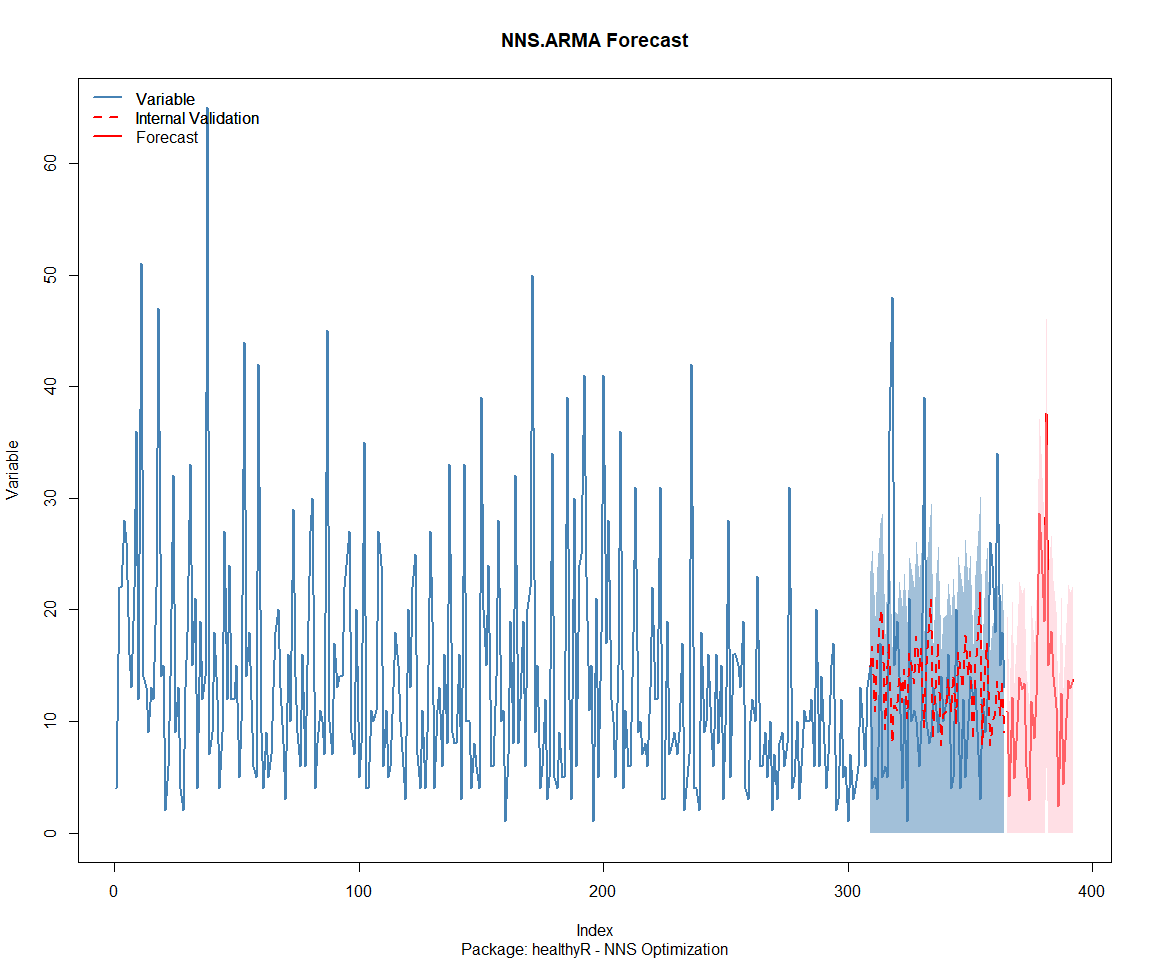 NNS.ARMA Forecast
Variable
Internal Validation
Forecast
60
50
40
30
20
10
0
Variable
0 100 200 300 400
Index
Package: healthyR - NNS Optimization